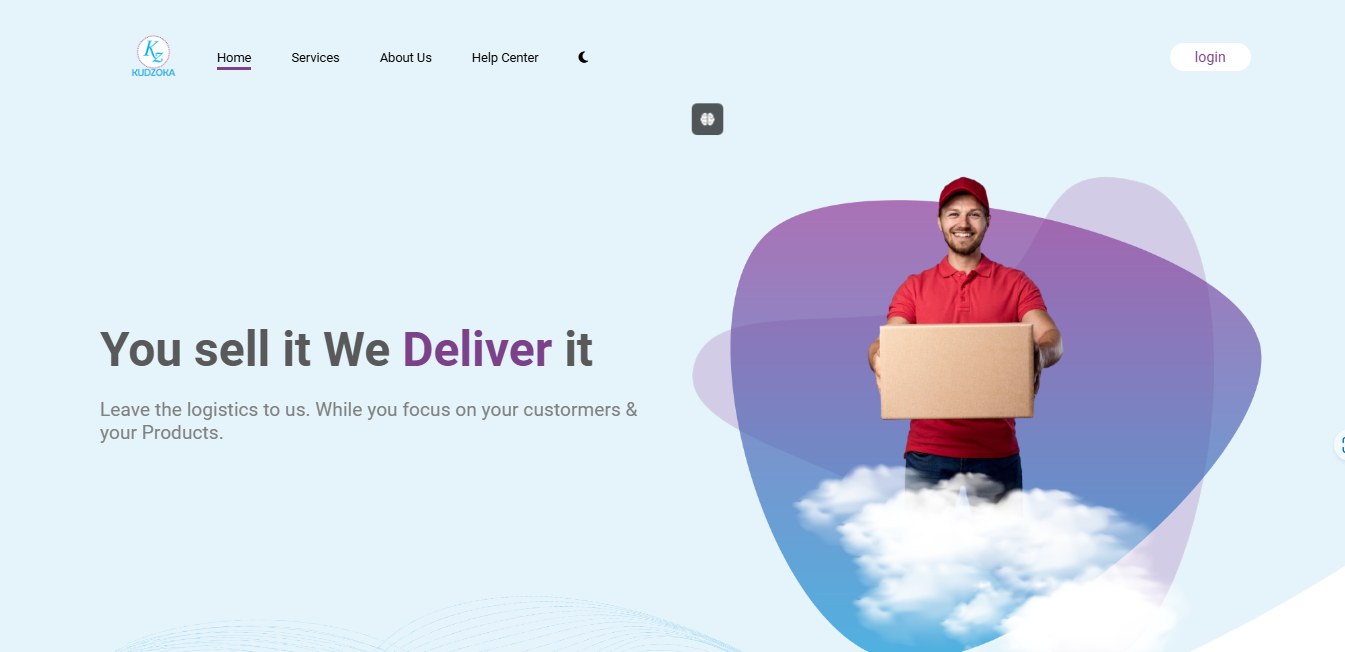 Kz
KUDZOKA
Home Services About Us Help Center
login
You sell it We Deliver it
Leave the logistics to us. While you focus on your custormers &
your Products.